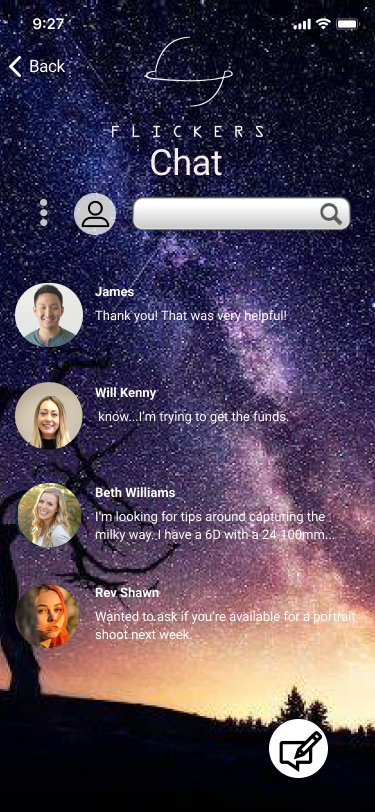 9:27
Back
FLICKERS
Chat
James
Thank you! That was very helpful!
Will Kenny
know...I'm trying to get the funds.
Beth Williams
I'm looking for tips around capturing the
milky way. I have a 6D with a 24-100mm...
Rev Shawn
Wanted to ask if you're available for a portrait
shoot next week.